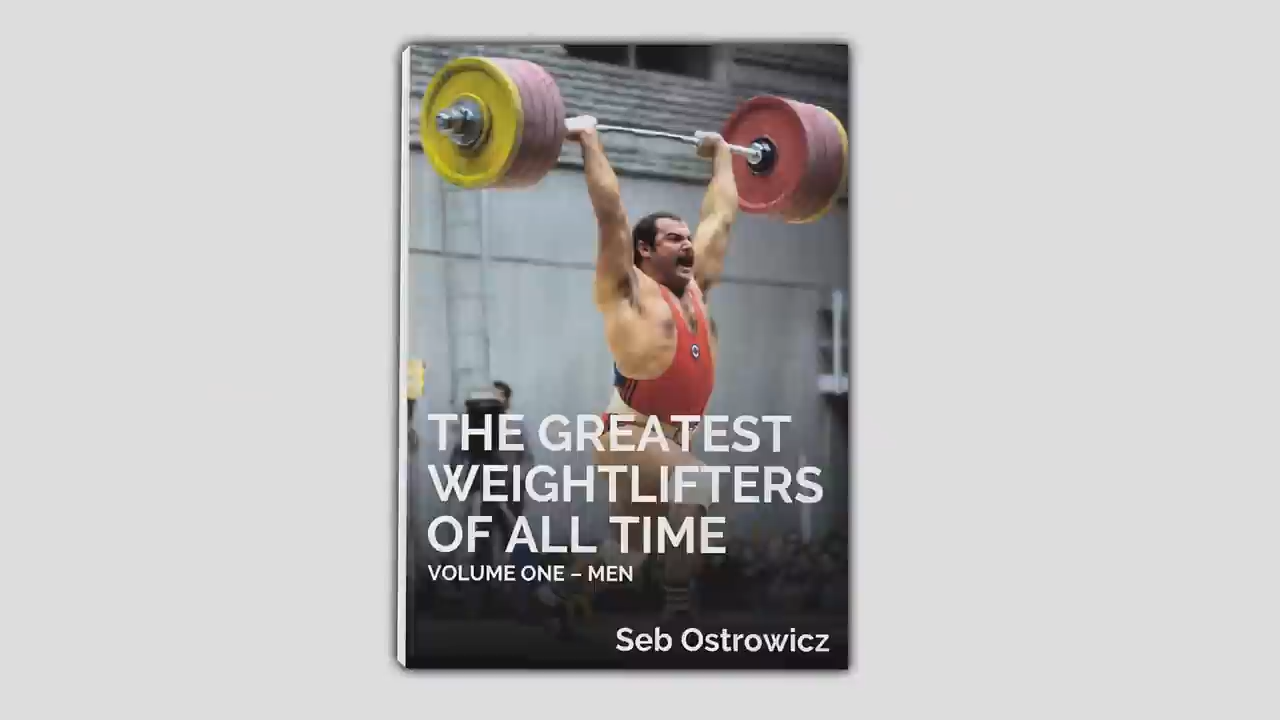 THE GREATEST
WEIGHTLIFTERS
OF ALL TIME
VOLUME ONE – MEN
Seb Ostrowicz